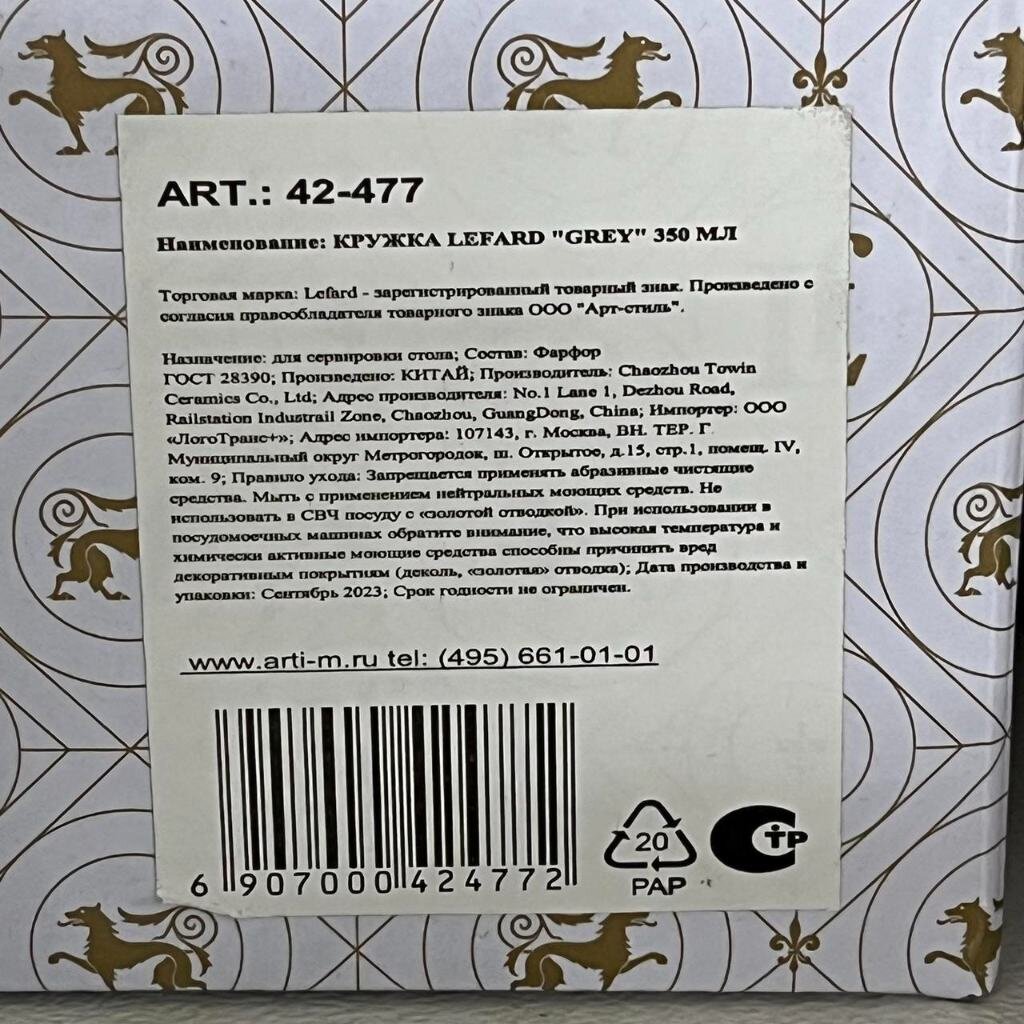 ART.: 42-477
Наименование: КРУЖКА LEFARD "GREY" 350 МЛ
Торговая марка: Lefard - зарегистрированный товарный знак. Произведено с
согласия правообладателя товарного знака ООО "Арт-стиль".
Назначение: для сервировки стола; Состав: Фарфор
ГОСТ 28390; Произведено: КИТАЙ; Производитель: Chaozhou Towin
Ceramics Co., Ltd; Адрес производителя: No.1 Lane 1, Dezhou Road,
Railstation Industrail Zone, Chaozhou, GuangDong, China; Импортер: ООО
«ЛогоТранс+»; Адрес импортера: 107143, г. Москва, ВН. ТЕР. Г.
Муниципальный округ Метрогородок, ш. Открытое, д.15, стр.1, помещ. IV,
ком. 9; Правило ухода: Запрещается применять абразивные чистящие
средства. Мыть с применением нейтральных моющих средств. Не
использовать в СВЧ посуду с «золотой отводкой». При использовании в
посудомоечных машинах обратите внимание, что высокая температура и
химически активные моющие средства способны причинить вред
декоративным покрытиям (деколь, «золотая» отводка); Дата производства и
упаковки: Сентябрь 2023; Срок годности не ограничен.
www.arti-m.ru tel: (495) 661-01-01
6 907000 424772
20
PAP
СТР